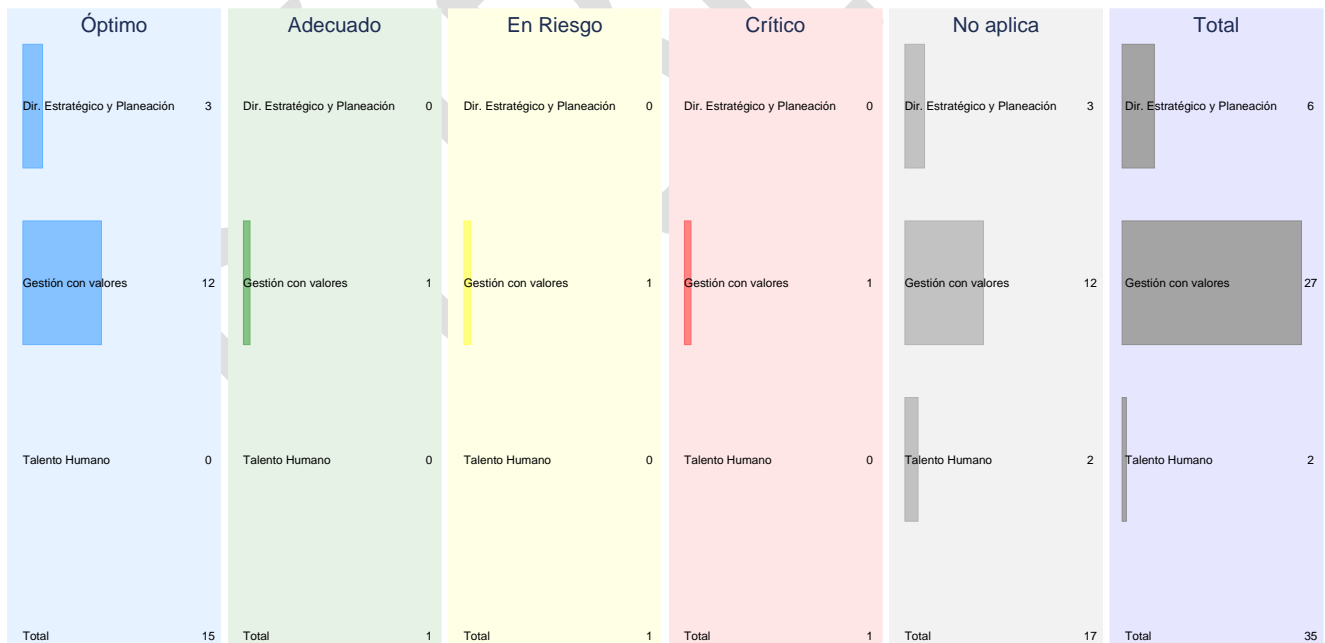 Óptimo Adecuado En Riesgo Crítico No aplica Total
Dir. Estratégico y Planeación 3 Dir. Estratégico y Planeación 0 Dir. Estratégico y Planeación 0 Dir. Estratégico y Planeación 0 Dir. Estratégico y Planeación 3 Dir. Estratégico y Planeación 6
Gestión con valores 12 Gestión con valores 1 Gestión con valores 1 Gestión con valores 1 Gestión con valores 12 Gestión con valores 27
Talento Humano 0 Talento Humano 0 Talento Humano 0 Talento Humano 0 Talento Humano 2 Talento Humano 2
Total 15 Total 1 Total 1 Total 1 Total 17 Total 35